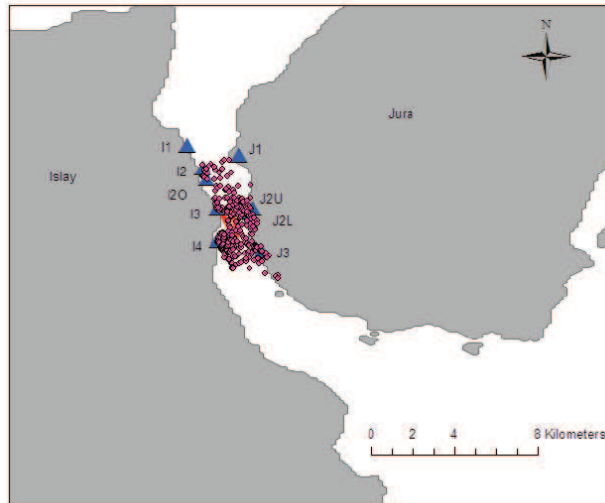 N
Jura
I1
J1
Islay
I2
I2O
J2U
I3
J2L
I4
J3
0 2 4 8 Kilometers